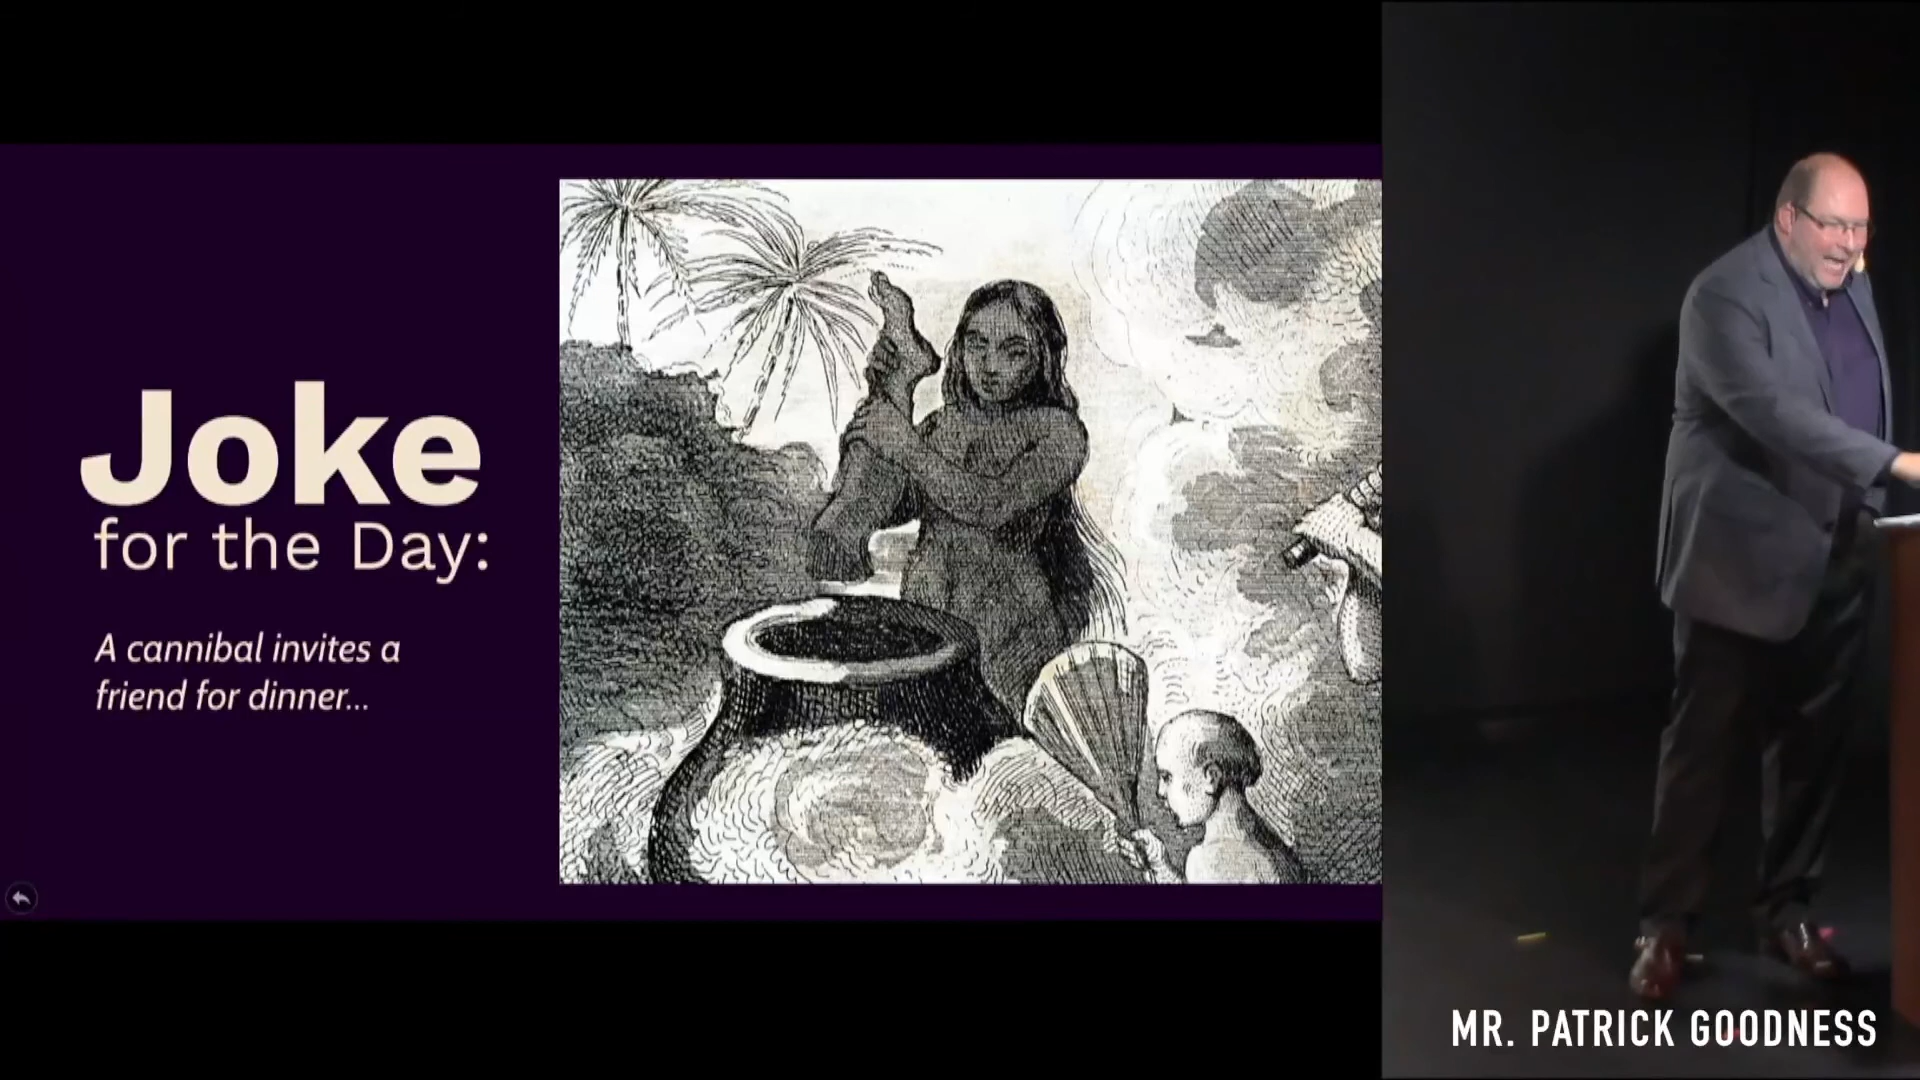 Joke
for the Day:
A cannibal invites a
friend for dinner...
MR. PATRICK GOODNESS